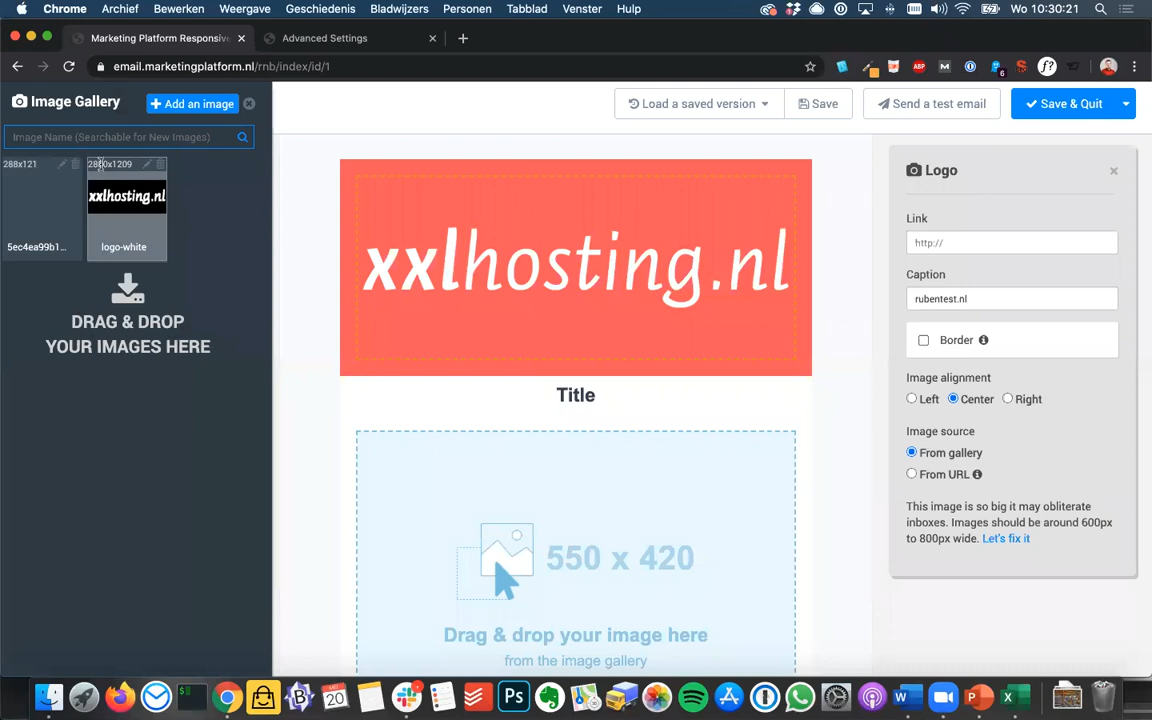 Chrome Archief Bewerken Weergave Geschiedenis Bladwijzers Personen Tabblad Venster Hulp Wo 10:30:21
Marketing Platform Responsive Advanced Settings
email.marketingplatform.nl/rnb/index/id/1
ABP M 6 f?
Image Gallery Add an image
Load a saved version Save Send a test email Save & Quit
Image Name (Searchable for New Images)
288x121
xxlhosting.nl
5ec4ea99b1... logo-white
DRAG & DROP
YOUR IMAGES HERE
xxlhosting.nl
Title
550 x 420
Drag & drop your image here
from the image gallery
Logo
Link
http://
Caption
rubentest.nl
Border
Image alignment
Left Center Right
Image source
From gallery
From URL
This image is so big it may obliterate
inboxes. Images should be around 600px
to 800px wide. Let's fix it
MEI
20
Ps
W P X